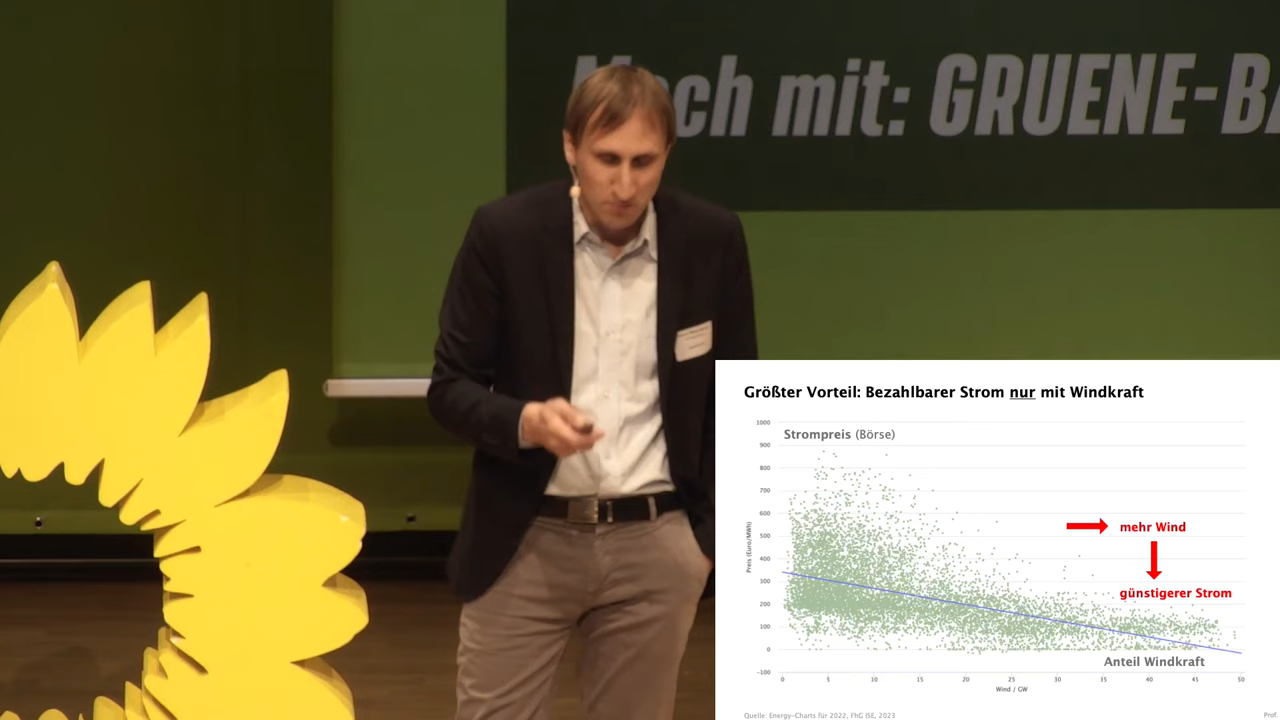 Mach mit: GRUENE-BA
Größter Vorteil: Bezahlbarer Strom nur mit Windkraft
Strompreis (Börse)
Preis (Euro/MWh)
1000
900
800
700
600
500
400
300
200
100
0
-100
mehr Wind
günstigerer Strom
Anteil Windkraft
0 5 10 15 20 25 30 35 40 45 50
Wind / GW
Quelle: Energy-Charts für 2022, FhG ISE, 2023
Prof.